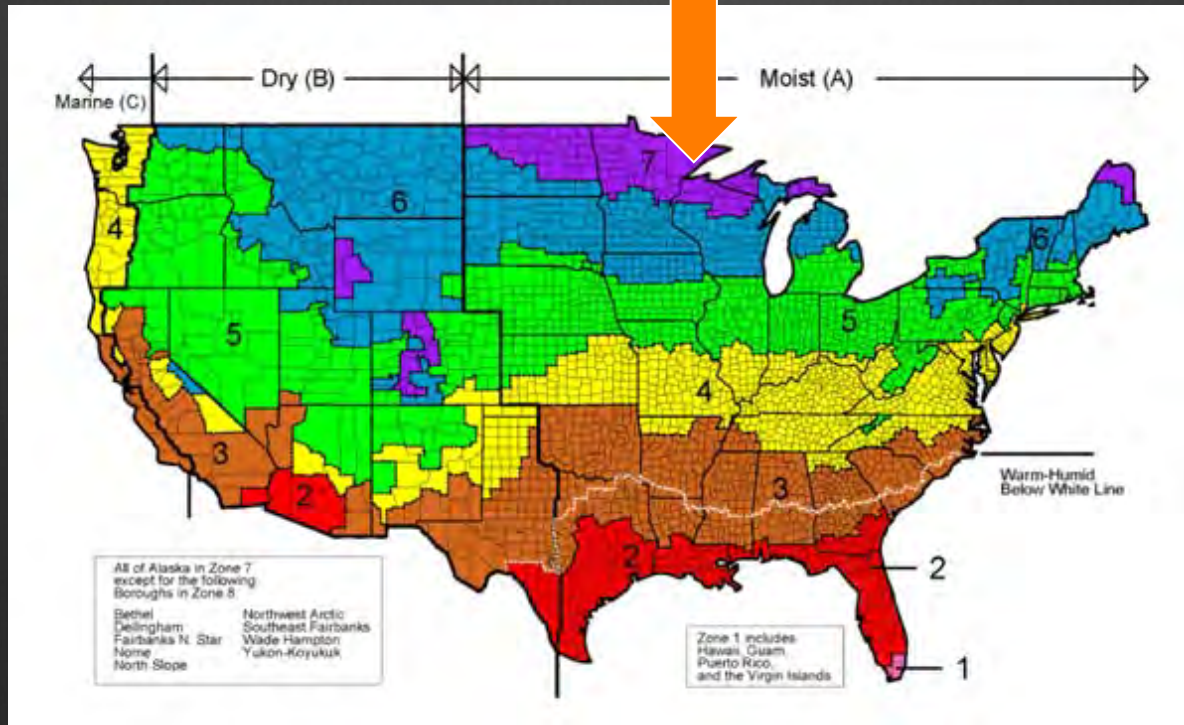 Dry (B)
Moist (A)
Marine (C)
7
6
4
6
5
5
4
3
3
2
2
Warm-Humid
Below White Line
2
1
All of Alaska in Zone 7
except for the following
Boroughs in Zone 8
Bethel Northwest Arctic
Dellingham Southeast Fairbanks
Fairbanks N. Star Wade Hampton
Nome Yukon-Koyukuk
North Slope
Zone 1 includes
Hawaii, Guam,
Puerto Rico,
and the Virgin Islands